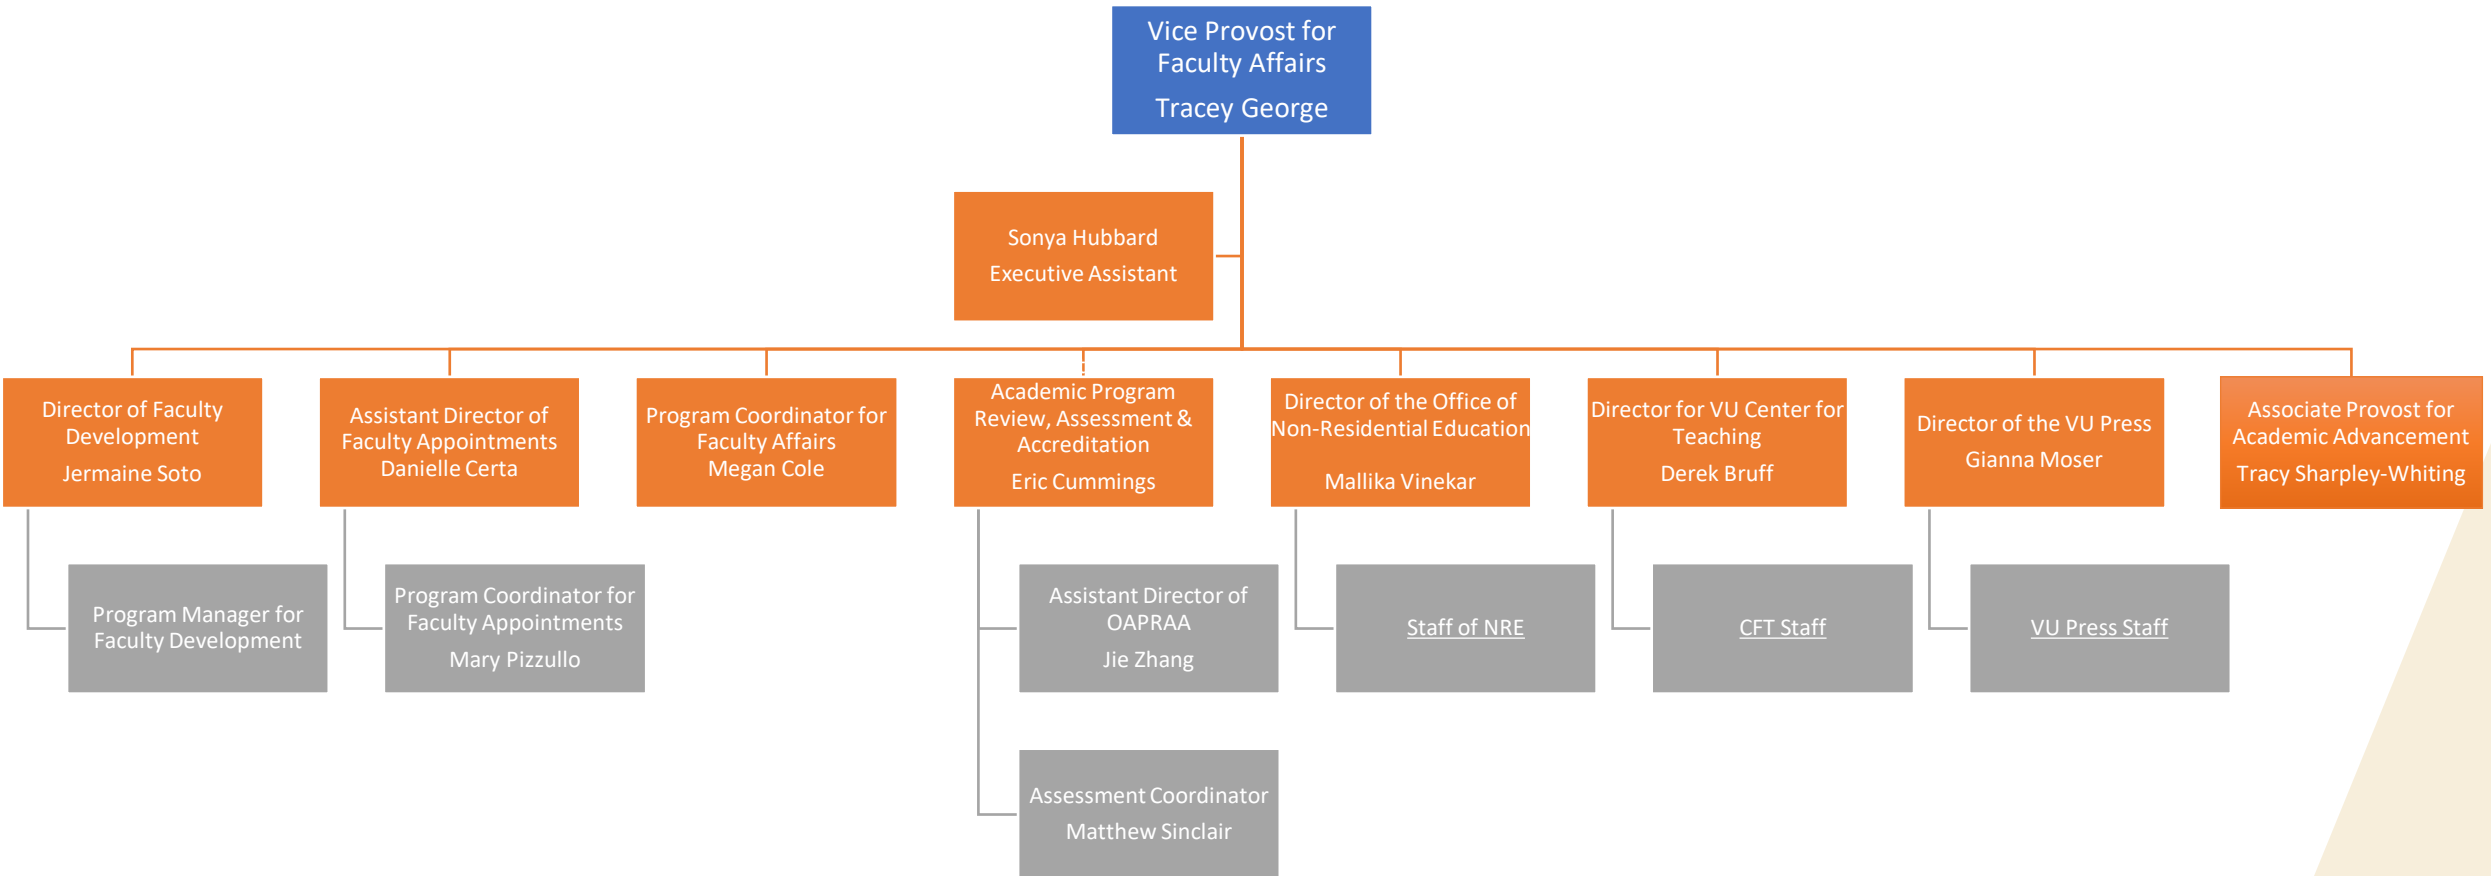 Vice Provost for
Faculty Affairs
Tracey George
Sonya Hubbard
Executive Assistant
Director of Faculty
Development
Jermaine Soto
Assistant Director of
Faculty Appointments
Danielle Certa
Program Coordinator for
Faculty Affairs
Megan Cole
Academic Program
Review, Assessment &
Accreditation
Eric Cummings
Director of the Office of
Non-Residential Education
Mallika Vinekar
Director for VU Center for
Teaching
Derek Bruff
Director of the VU Press
Gianna Moser
Associate Provost for
Academic Advancement
Tracy Sharpley-Whiting
Program Manager for
Faculty Development
Program Coordinator for
Faculty Appointments
Mary Pizzullo
Assistant Director of
OAPRAA
Jie Zhang
Staff of NRE
CFT Staff
VU Press Staff
Assessment Coordinator
Matthew Sinclair